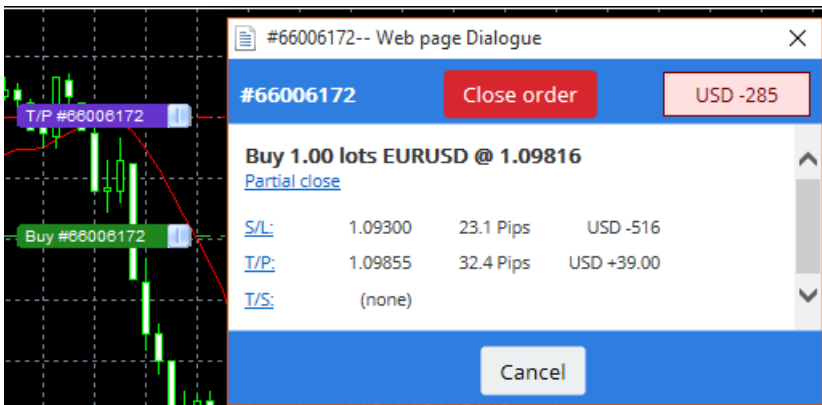 #66006172-- Web page Dialogue
#66006172 Close order USD -285
T/P #66006172
Buy 1.00 lots EURUSD @ 1.09816
Partial close
Buy #66006172
S/L: 1.09300 23.1 Pips USD -516
T/P: 1.09855 32.4 Pips USD +39.00
T/S: (none)
Cancel